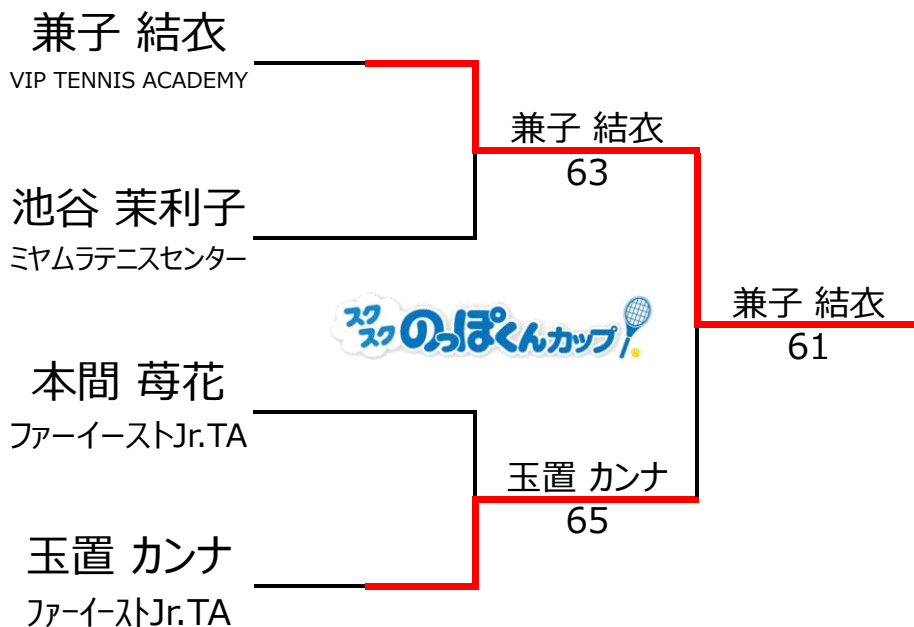 兼子 結衣
VIP TENNIS ACADEMY
兼子 結衣
63
池谷 茉利子
ミヤムラテニスセンター
スクスク のっぽくんカップ
兼子 結衣
61
本間 苺花
ファーイーストJr.TA
玉置 カンナ
65
玉置 カンナ
ファーイーストJr.TA